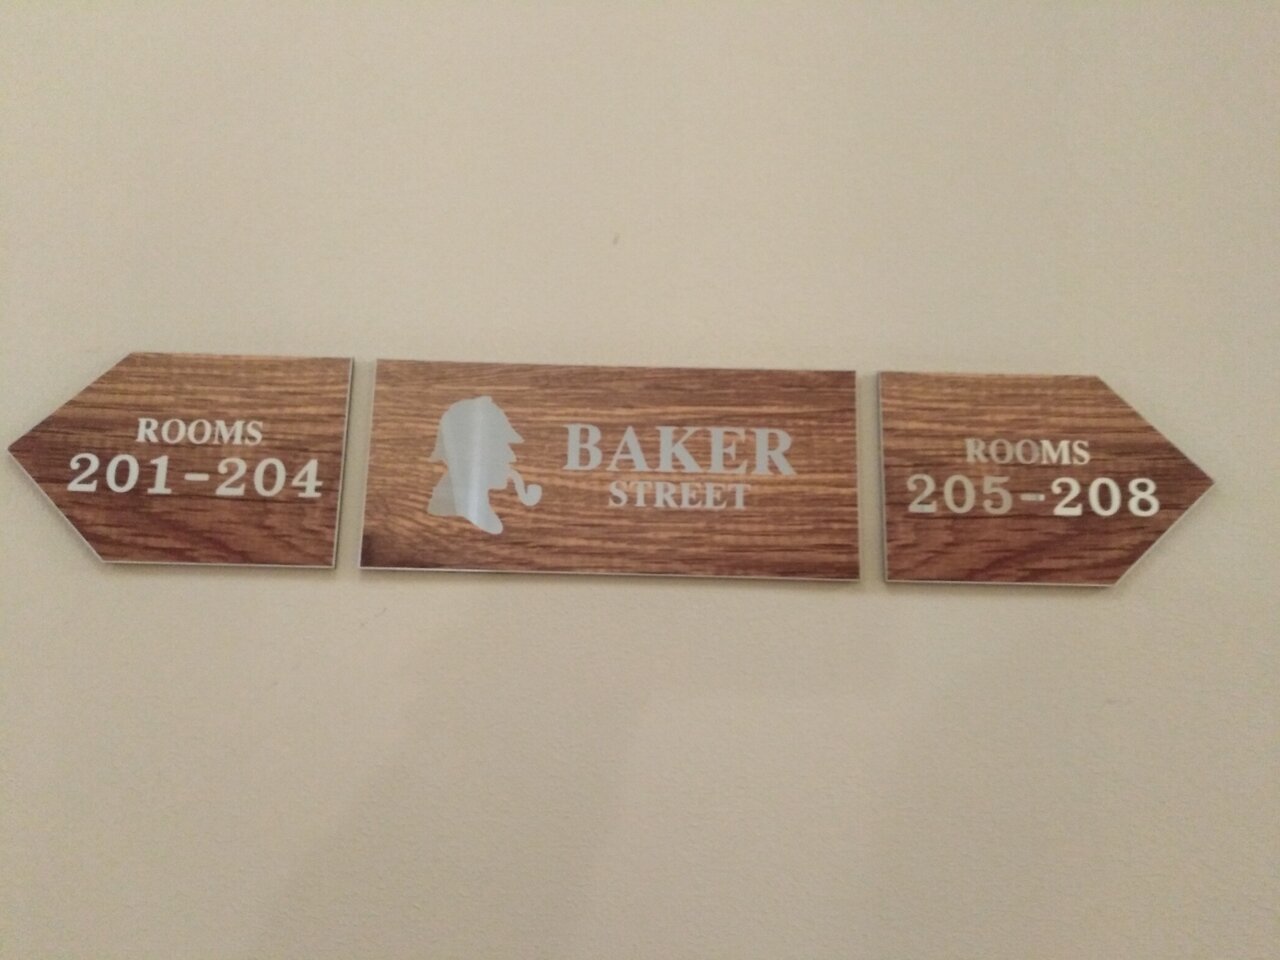 ROOMS
201-204
BAKER
STREET
ROOMS
205-208